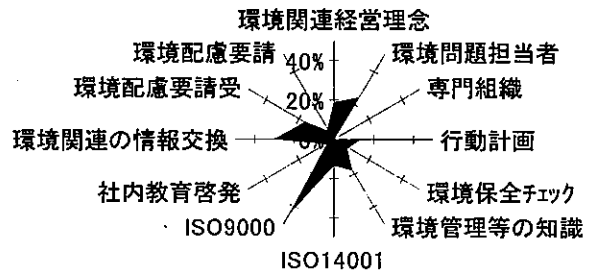 環境関連経営理念
環境配慮要請
40%
環境問題担当者
環境配慮要請受
20%
専門組織
環境関連の情報交換
0%
行動計画
社内教育啓発
環境保全チェック
ISO9000
環境管理等の知識
ISO14001